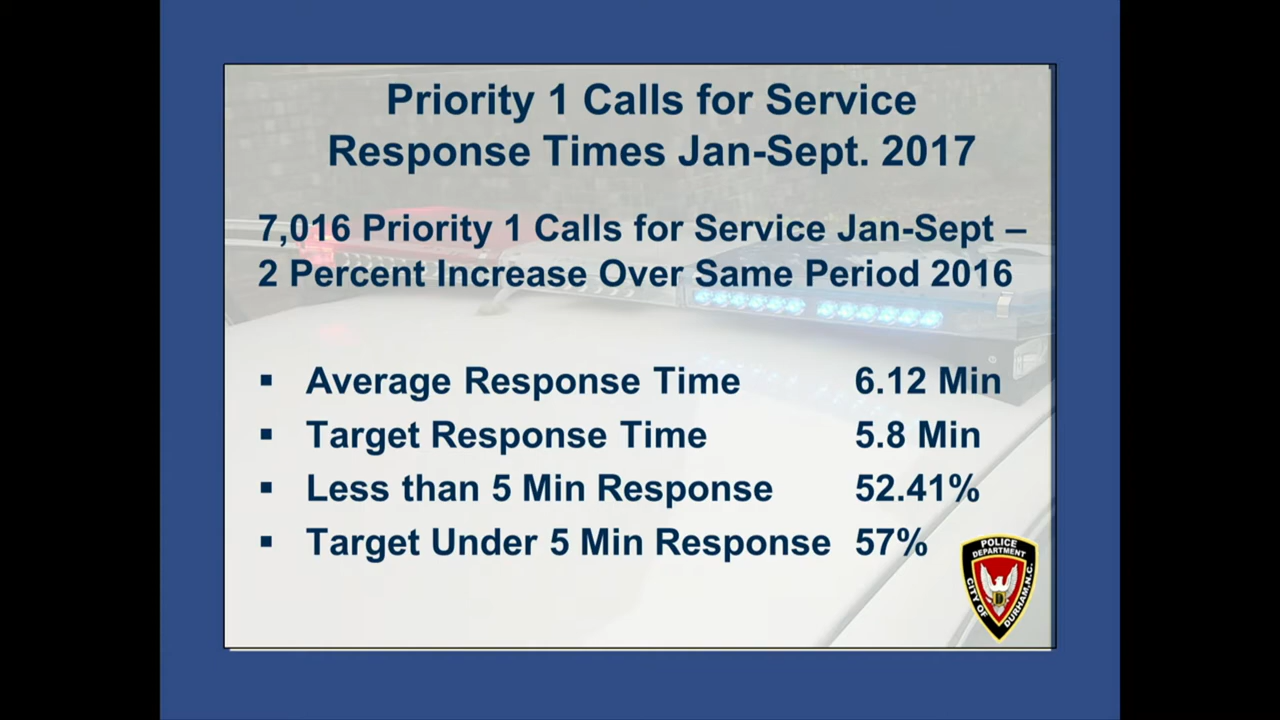 Priority 1 Calls for Service
Response Times Jan-Sept. 2017
7,016 Priority 1 Calls for Service Jan-Sept –
2 Percent Increase Over Same Period 2016
▪ Average Response Time 6.12 Min
▪ Target Response Time 5.8 Min
▪ Less than 5 Min Response 52.41%
▪ Target Under 5 Min Response 57%
POLICE
DEPARTMENT
CITY OF
DURHAM, N.C.
D